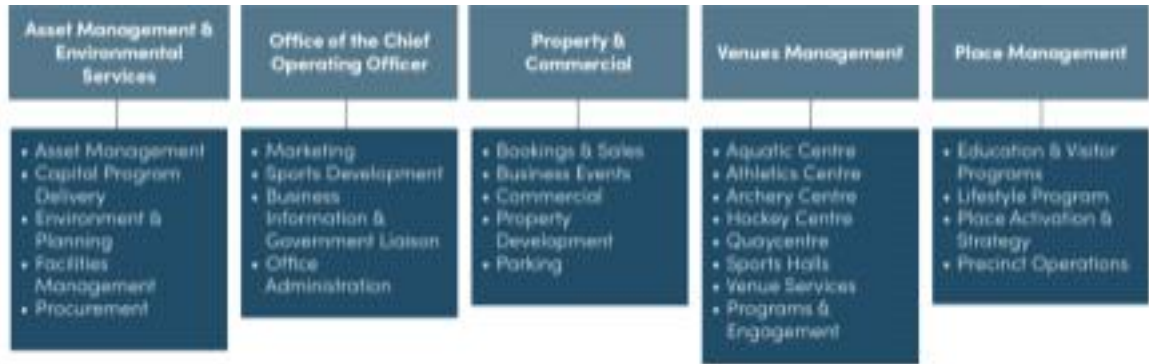 Asset Management &
Environmental
Services
Office of the Chief
Operating Officer
Property &
Commercial
Venues Management
Place Management
• Asset Management
• Capital Program
Delivery
• Environment &
Planning
• Facilities
Management
• Procurement
• Marketing
• Sports Development
• Business
Information &
Government Liaison
• Office
Administration
• Bookings & Sales
• Business Events
• Commercial
• Property
Development
• Parking
• Aquatic Centre
• Athletics Centre
• Archery Centre
• Hockey Centre
• Quaycentre
• Sports Halls
• Venue Services
• Programs &
Engagement
• Education & Visitor
Programs
• Lifestyle Program
• Place Activation &
Strategy
• Precinct Operations